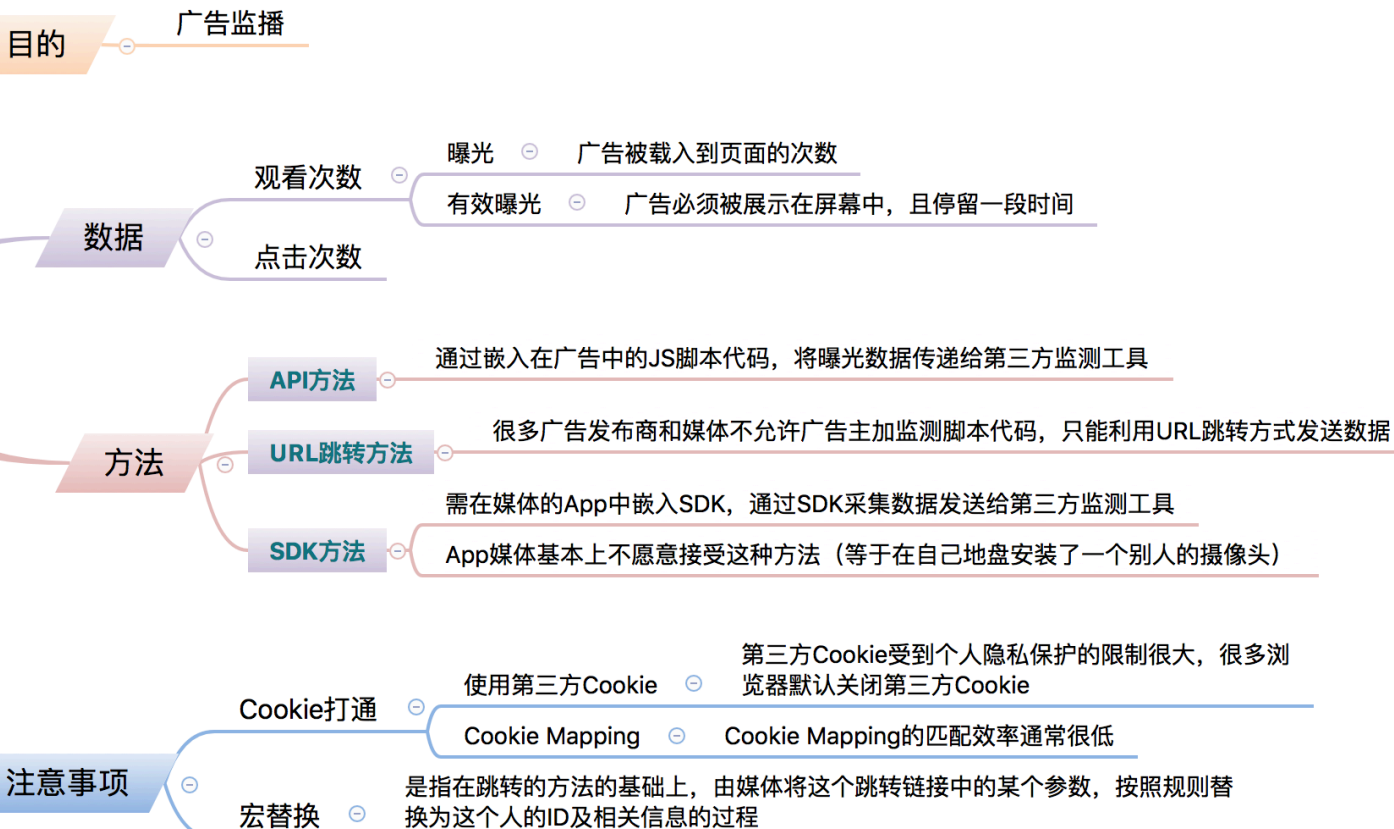 目的
广告监播
数据
观看次数
曝光
广告被载入到页面的次数
有效曝光
广告必须被展示在屏幕中，且停留一段时间
点击次数
方法
API方法
通过嵌入在广告中的JS脚本代码，将曝光数据传递给第三方监测工具
URL跳转方法
很多广告发布商和媒体不允许广告主加监测脚本代码，只能利用URL跳转方式发送数据
SDK方法
需在媒体的App中嵌入SDK，通过SDK采集数据发送给第三方监测工具
App媒体基本上不愿意接受这种方法（等于在自己地盘安装了一个别人的摄像头）
注意事项
Cookie打通
使用第三方Cookie
第三方Cookie受到个人隐私保护的限制很大，很多浏
览器默认关闭第三方Cookie
Cookie Mapping
Cookie Mapping的匹配效率通常很低
宏替换
是指在跳转的方法的基础上，由媒体将这个跳转链接中的某个参数，按照规则替
换为这个人的ID及相关信息的过程